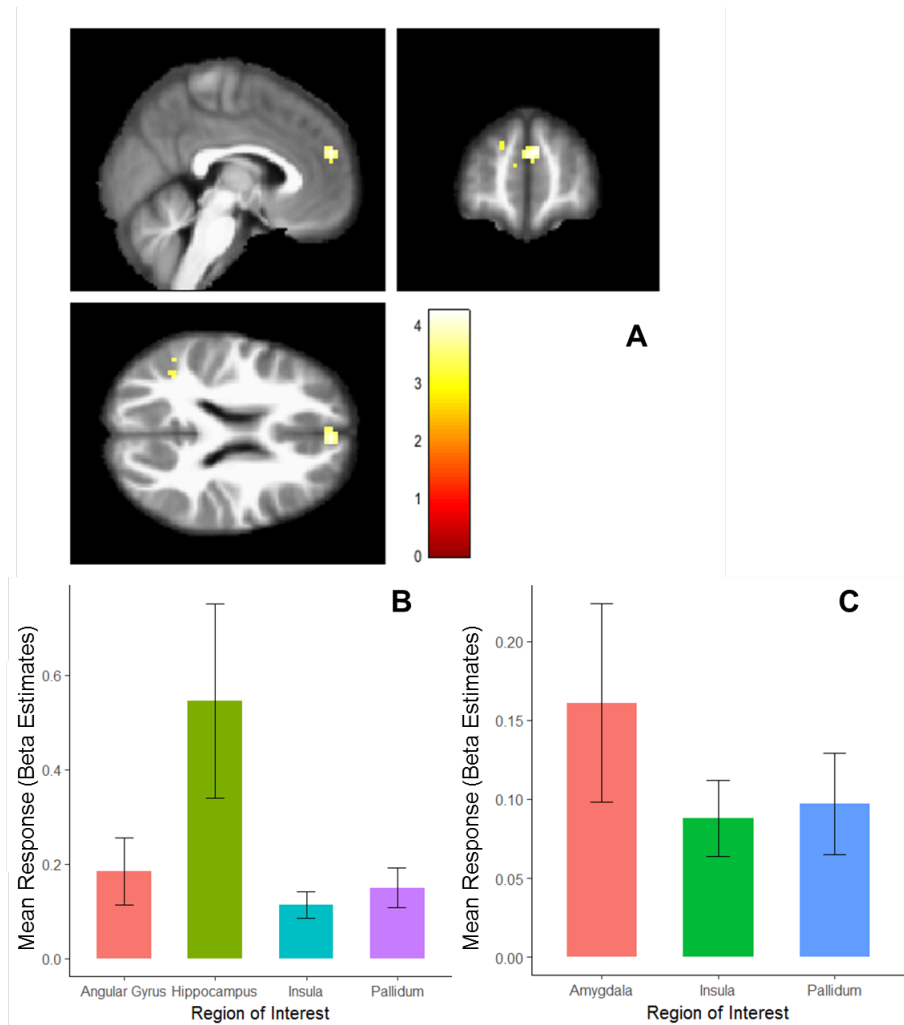 A
4
3
2
1
0
B
Mean Response (Beta Estimates)
0.6
0.4
0.2
0.0
Angular Gyrus Hippocampus Insula Pallidum
Region of Interest
C
Mean Response (Beta Estimates)
0.20
0.15
0.10
0.05
0.00
Amygdala Insula Pallidum
Region of Interest